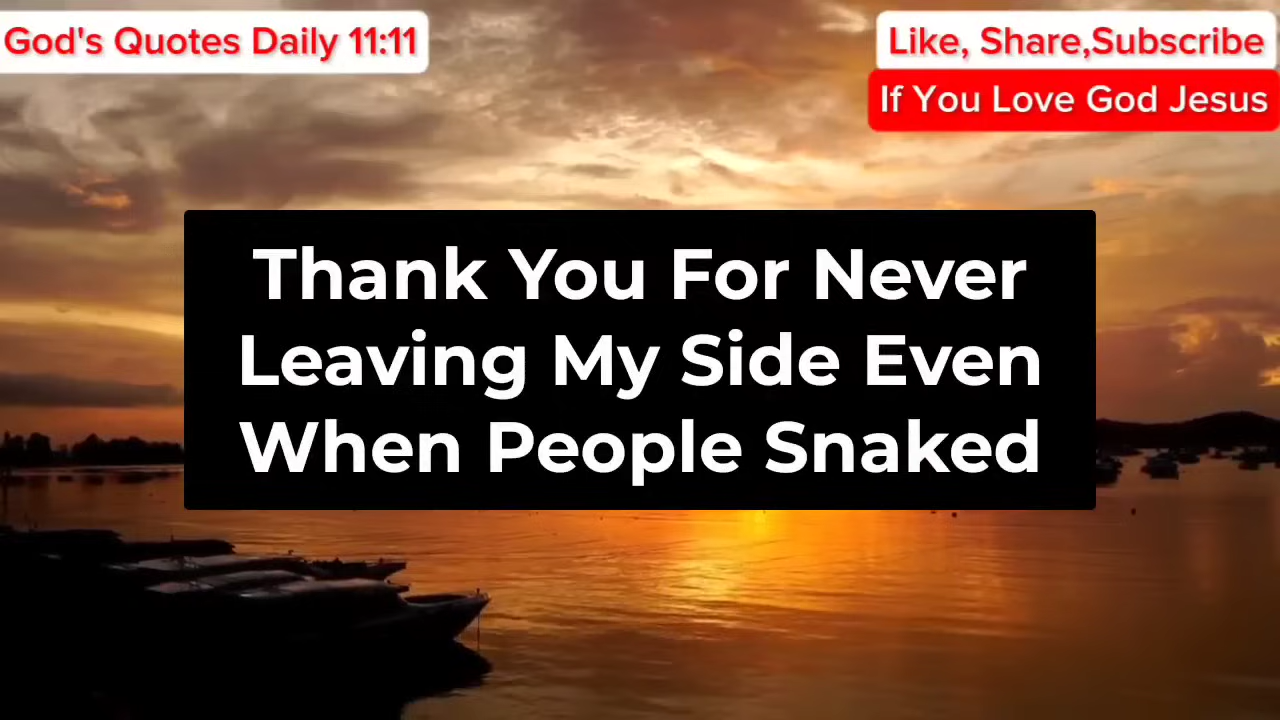 God's Quotes Daily 11:11
Like, Share,Subscribe
If You Love God Jesus
Thank You For Never
Leaving My Side Even
When People Snaked